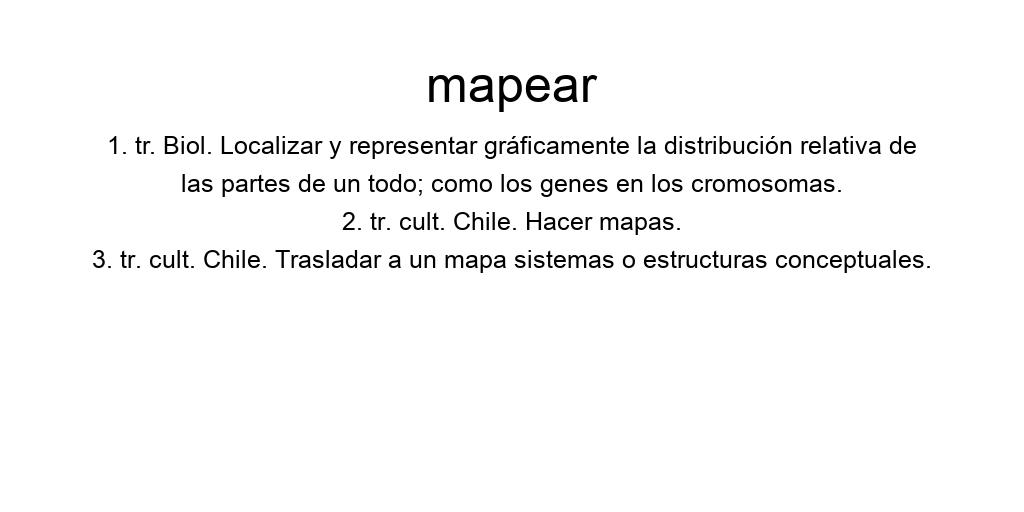 mapear
1. tr. Biol. Localizar y representar gráficamente la distribución relativa de
las partes de un todo; como los genes en los cromosomas.
2. tr. cult. Chile. Hacer mapas.
3. tr. cult. Chile. Trasladar a un mapa sistemas o estructuras conceptuales.